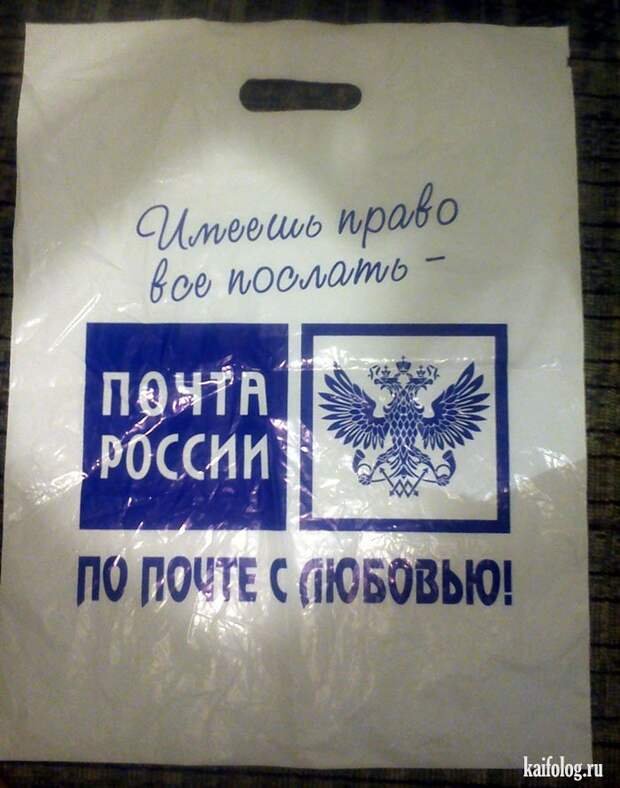 Имеешь право
все послать -
ПОЧТА
РОССИИ
ПО ПОЧТЕ С ЛЮБОВЬЮ!
kaifolog.ru